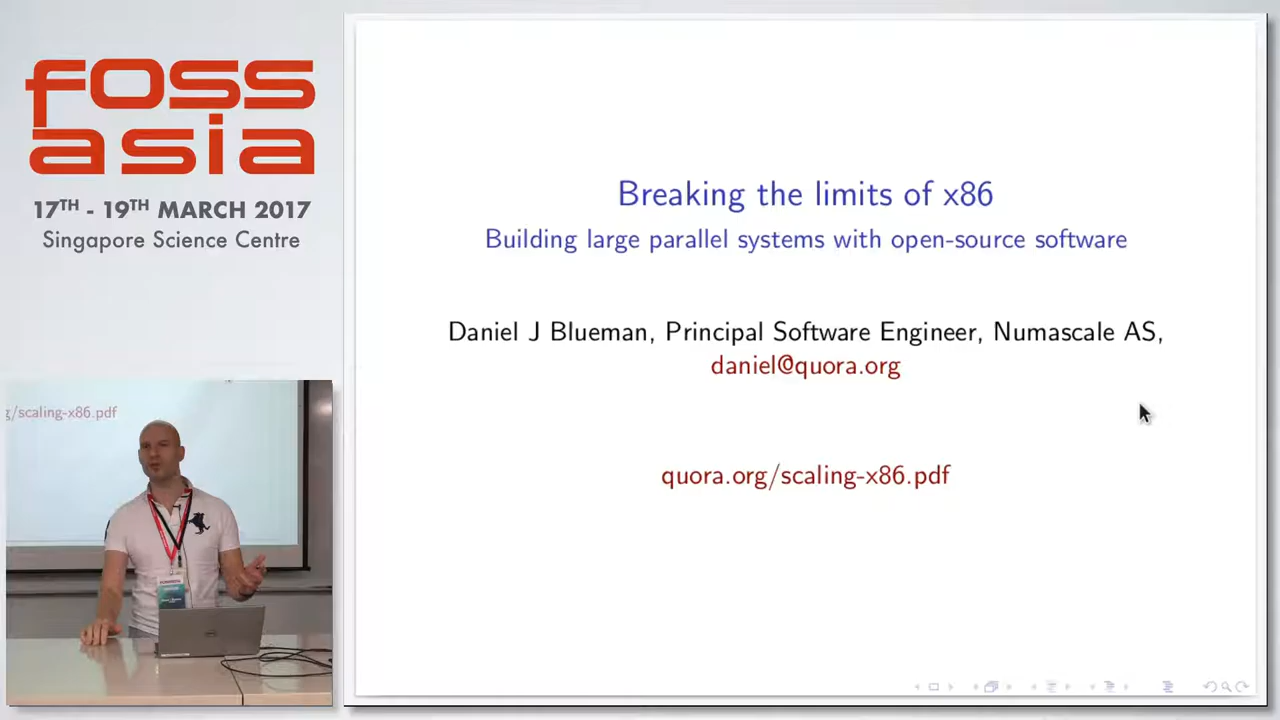 foss
asia
17TH - 19TH MARCH 2017
Singapore Science Centre
g/scaling-x86.pdf
Breaking the limits of x86
Building large parallel systems with open-source software
Daniel J Blueman, Principal Software Engineer, Numascale AS,
daniel@quora.org
quora.org/scaling-x86.pdf